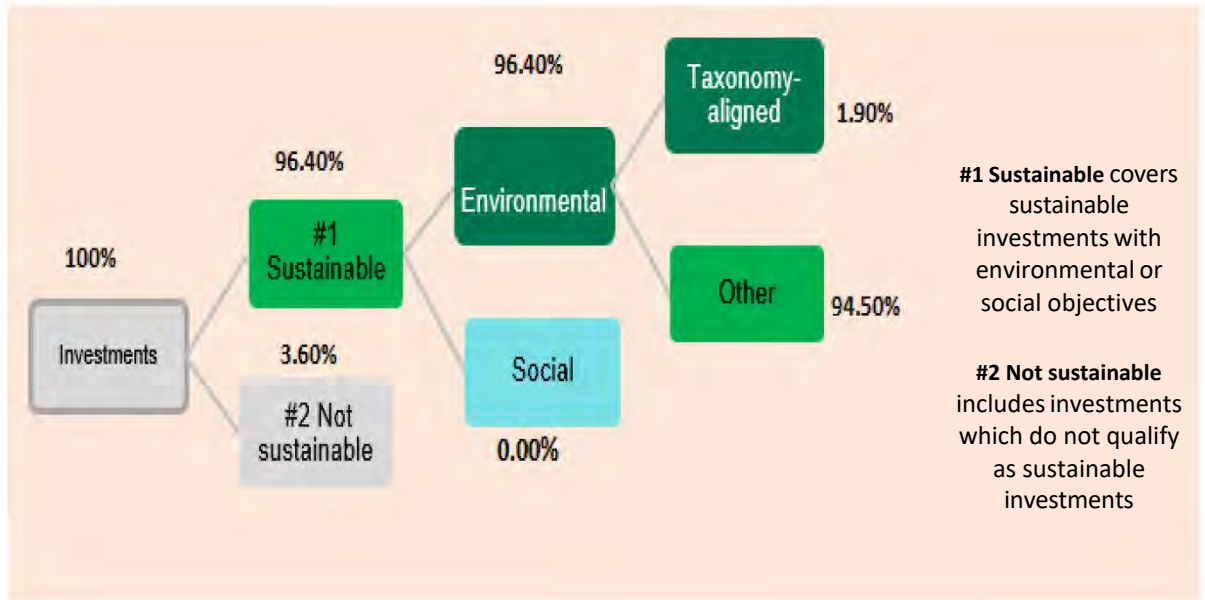 96.40%
Taxonomy-
aligned
1.90%
96.40%
Environmental
#1
Sustainable
100%
Other
94.50%
Investments
3.60%
Social
#2 Not
sustainable
0.00%
#1 Sustainable covers
sustainable
investments with
environmental or
social objectives
#2 Not sustainable
includes investments
which do not qualify
as sustainable
investments